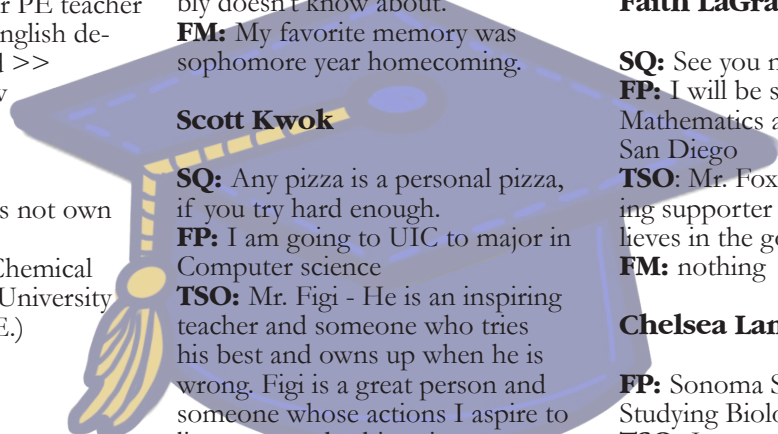 r PE teacher
nglish de-
l >>
s not own
Chemical
University
E.)
bly doesn't know about.
FM: My favorite memory was
sophomore year homecoming.
Scott Kwok
SQ: Any pizza is a personal pizza,
if you try hard enough.
FP: I am going to UIC to major in
Computer science
TSO: Mr. Figi - He is an inspiring
teacher and someone who tries
his best and owns up when he is
wrong. Figi is a great person and
someone whose actions I aspire to
Faith LaGra
SQ: See you n
FP: I will be s
Mathematics a
San Diego
TSO: Mr. Fox
ing supporter
lieves in the go
FM: nothing
Chelsea Lan
FP: Sonoma S
Studying Biolo